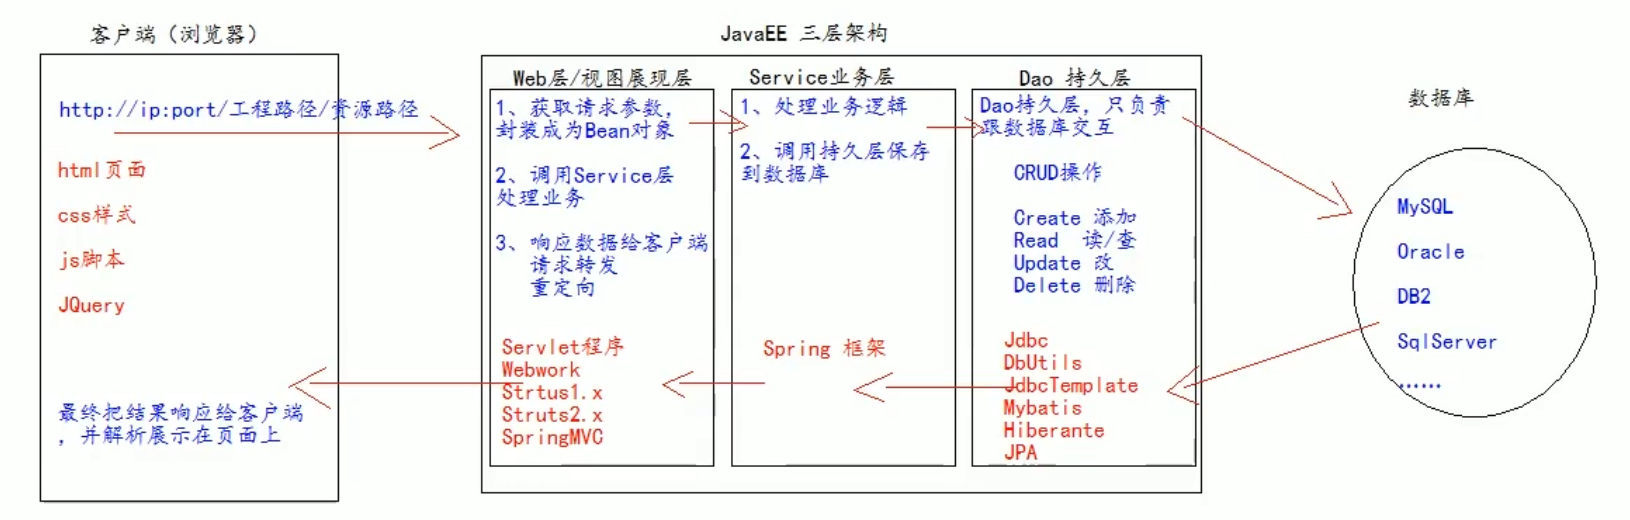 客户端（浏览器）
http://ip:port/工程路径/资源路径
html页面
css样式
js脚本
JQuery
最终把结果响应给客户端
，并解析展示在页面上
JavaEE 三层架构
Web层/视图展现层
1、获取请求参数，
封装成为Bean对象
2、调用Service层
处理业务
3、响应数据给客户端
请求转发
重定向
Servlet程序
Webwork
Strtus1.x
Struts2.x
SpringMVC
Service业务层
1、处理业务逻辑
2、调用持久层保存
到数据库
Spring 框架
Dao 持久层
Dao持久层，只负责
跟数据库交互
CRUD操作
Create 添加
Read 读/查
Update 改
Delete 删除
Jdbc
DbUtils
JdbcTemplate
Mybatis
Hiberante
JPA
数据库
MySQL
Oracle
DB2
SqlServer
......